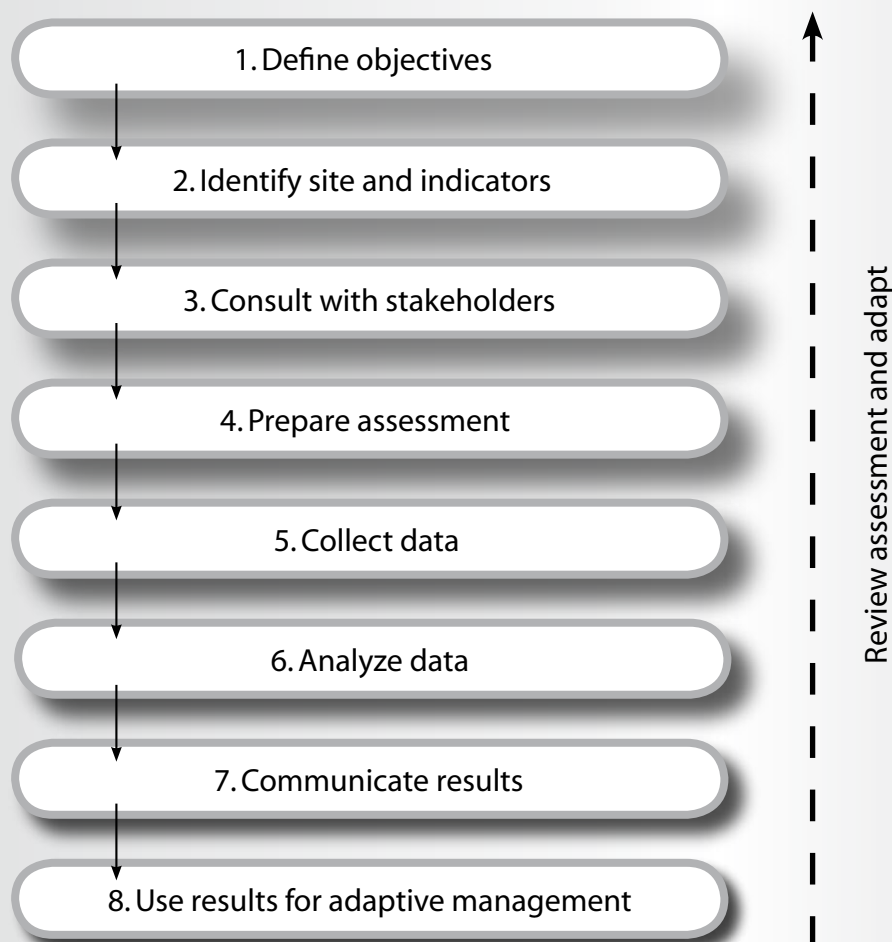 1. Define objectives
2. Identify site and indicators
3. Consult with stakeholders
4. Prepare assessment
5. Collect data
6. Analyze data
7. Communicate results
8. Use results for adaptive management
Review assessment and adapt